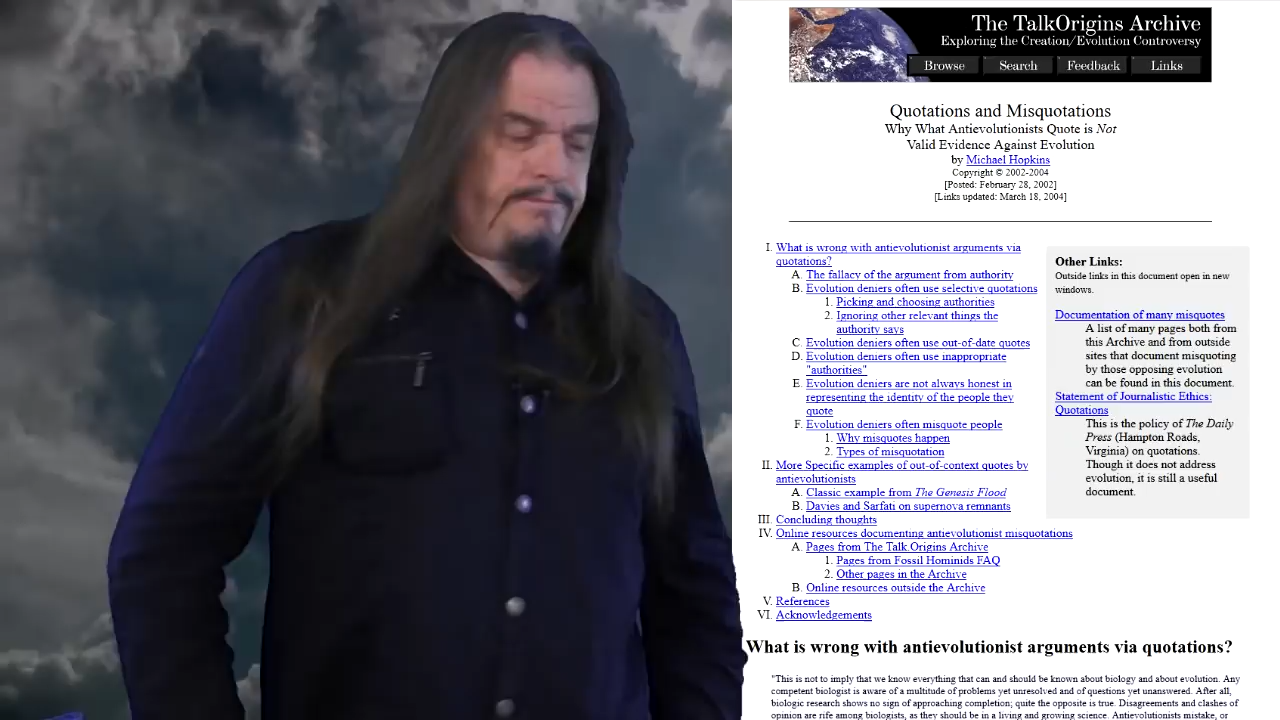 The TalkOrigins Archive
Exploring the Creation/Evolution Controversy
Browse
Search
Feedback
Links
Quotations and Misquotations
Why What Antievolutionists Quote is Not
Valid Evidence Against Evolution
by Michael Hopkins
Copyright © 2002-2004
[Posted: February 28, 2002]
[Links updated: March 18, 2004]
I. What is wrong with antievolutionist arguments via
quotations?
A. The fallacy of the argument from authority
B. Evolution deniers often use selective quotations
1. Picking and choosing authorities
2. Ignoring other relevant things the
authority says
C. Evolution deniers often use out-of-date quotes
D. Evolution deniers often use inappropriate
"authorities"
E. Evolution deniers are not always honest in
representing the identity of the people they
quote
F. Evolution deniers often misquote people
1. Why misquotes happen
2. Types of misquotation
II. More Specific examples of out-of-context quotes by
antievolutionists
A. Classic example from The Genesis Flood
B. Davies and Sarfati on supernova remnants
III. Concluding thoughts
IV. Online resources documenting antievolutionist misquotations
A. Pages from The Talk.Origins Archive
1. Pages from Fossil Hominids FAQ
2. Other pages in the Archive
B. Online resources outside the Archive
V. References
VI. Acknowledgements
Other Links:
Outside links in this document open in new
windows.
Documentation of many misquotes
A list of many pages both from
this Archive and from outside
sites that document misquoting
by those opposing evolution
can be found in this document.
Statement of Journalistic Ethics:
Quotations
This is the policy of The Daily
Press (Hampton Roads,
Virginia) on quotations.
Though it does not address
evolution, it is still a useful
document.
What is wrong with antievolutionist arguments via quotations?
"This is not to imply that we know everything that can and should be known about biology and about evolution. Any
competent biologist is aware of a multitude of problems yet unresolved and of questions yet unanswered. After all,
biologic research shows no sign of approaching completion; quite the opposite is true. Disagreements and clashes of
opinion are rife among biologists, as they should be in a living and growing science. Antievolutionists mistake, or